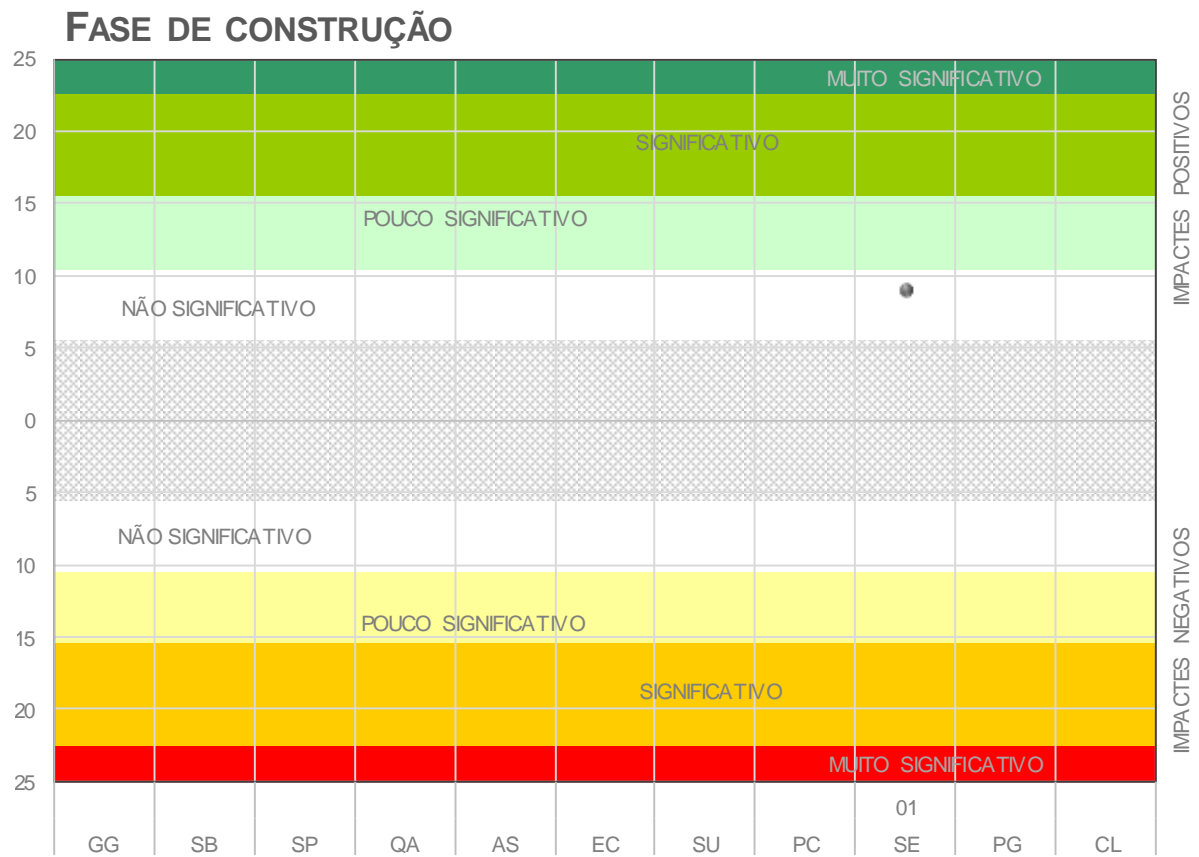 FASE DE CONSTRUÇÃO
25
MUITO SIGNIFICATIVO
20
SIGNIFICATIVO
15
POUCO SIGNIFICATIVO
10
NÃO SIGNIFICATIVO
5
0
5
NÃO SIGNIFICATIVO
10
POUCO SIGNIFICATIVO
15
SIGNIFICATIVO
20
MUITO SIGNIFICATIVO
25
IMPACTES POSITIVOS
IMPACTES NEGATIVOS
01
GG SB SP QA AS EC SU PC SE PG CL